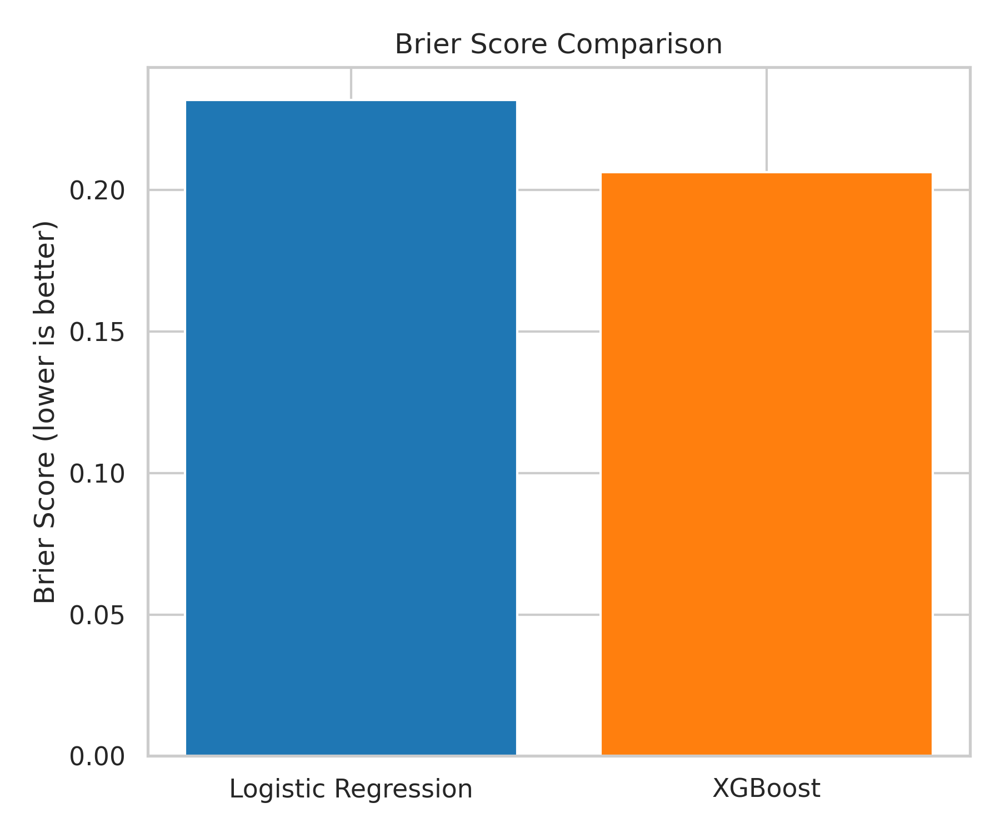 Brier Score Comparison
Brier Score (lower is better)
0.20
0.15
0.10
0.05
0.00
Logistic Regression
XGBoost